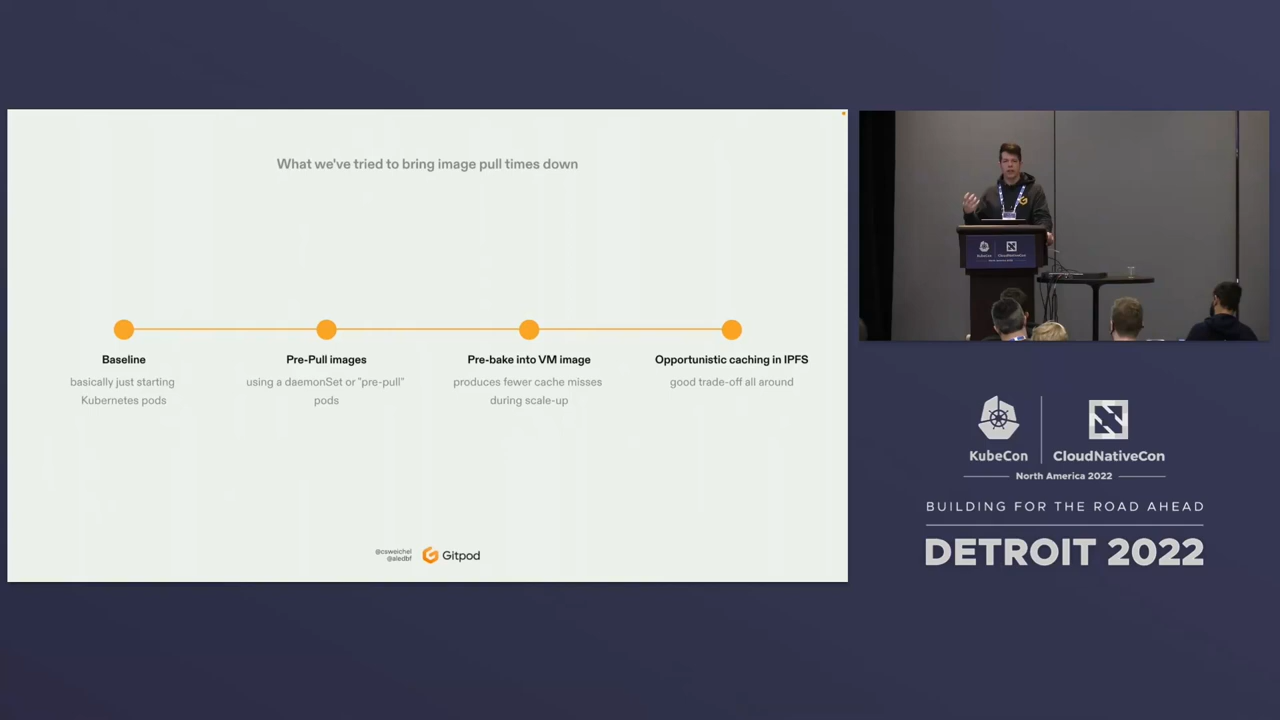 What we've tried to bring image pull times down
Baseline
basically just starting
Kubernetes pods
Pre-Pull images
using a daemonSet or "pre-pull"
pods
Pre-bake into VM image
produces fewer cache misses
during scale-up
Opportunistic caching in IPFS
good trade-off all around
@csweichel
@aledbf
Gitpod
KubeCon
CloudNativeCon
KubeCon
CloudNativeCon
North America 2022
BUILDING FOR THE ROAD AHEAD
DETROIT 2022